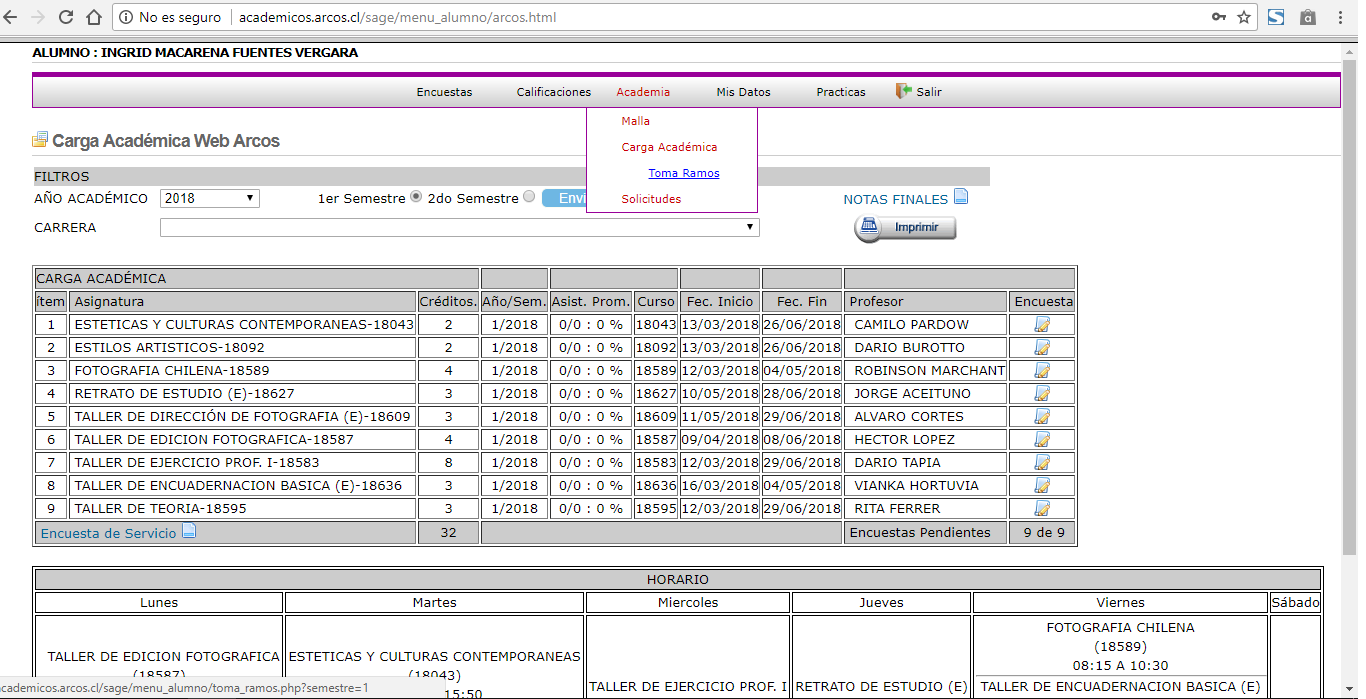 No es seguro academicos.arcos.cl/sage/menu_alumno/arcos.html
ALUMNO : INGRID MACARENA FUENTES VERGARA
Encuestas Calificaciones Academia Mis Datos Practicas Salir
Malla
Carga Académica
Toma Ramos
Solicitudes
Carga Académica Web Arcos
FILTROS
AÑO ACADÉMICO 2018 1er Semestre 2do Semestre NOTAS FINALES
CARRERA Imprimir
CARGA ACADÉMICA
ítem Asignatura Créditos. Año/Sem. Asist. Prom. Curso Fec. Inicio Fec. Fin Profesor Encuesta
1 ESTETICAS Y CULTURAS CONTEMPORANEAS-18043 2 1/2018 0/0 : 0 % 18043 13/03/2018 26/06/2018 CAMILO PARDOW
2 ESTILOS ARTISTICOS-18092 2 1/2018 0/0 : 0 % 18092 13/03/2018 26/06/2018 DARIO BUROTTO
3 FOTOGRAFIA CHILENA-18589 4 1/2018 0/0 : 0 % 18589 12/03/2018 04/05/2018 ROBINSON MARCHANT
4 RETRATO DE ESTUDIO (E)-18627 3 1/2018 0/0 : 0 % 18627 10/05/2018 28/06/2018 JORGE ACEITUNO
5 TALLER DE DIRECCIÓN DE FOTOGRAFIA (E)-18609 3 1/2018 0/0 : 0 % 18609 11/05/2018 29/06/2018 ALVARO CORTES
6 TALLER DE EDICION FOTOGRAFICA-18587 4 1/2018 0/0 : 0 % 18587 09/04/2018 08/06/2018 HECTOR LOPEZ
7 TALLER DE EJERCICIO PROF. I-18583 8 1/2018 0/0 : 0 % 18583 12/03/2018 29/06/2018 DARIO TAPIA
8 TALLER DE ENCUADERNACION BASICA (E)-18636 3 1/2018 0/0 : 0 % 18636 16/03/2018 04/05/2018 VIANKA HORTUVIA
9 TALLER DE TEORIA-18595 3 1/2018 0/0 : 0 % 18595 12/03/2018 29/06/2018 RITA FERRER
Encuesta de Servicio 32 Encuestas Pendientes 9 de 9
HORARIO
Lunes Martes Miercoles Jueves Viernes Sábado
FOTOGRAFIA CHILENA
(18589)
08:15 A 10:30
TALLER DE EDICION FOTOGRAFICA ESTETICAS Y CULTURAS CONTEMPORANEAS
(18587) (18043)
TALLER DE EJERCICIO PROF. I RETRATO DE ESTUDIO (E) TALLER DE ENCUADERNACION BASICA (E)
15:50
cademicos.arcos.cl/sage/menu_alumno/toma_ramos.php?semestre=1